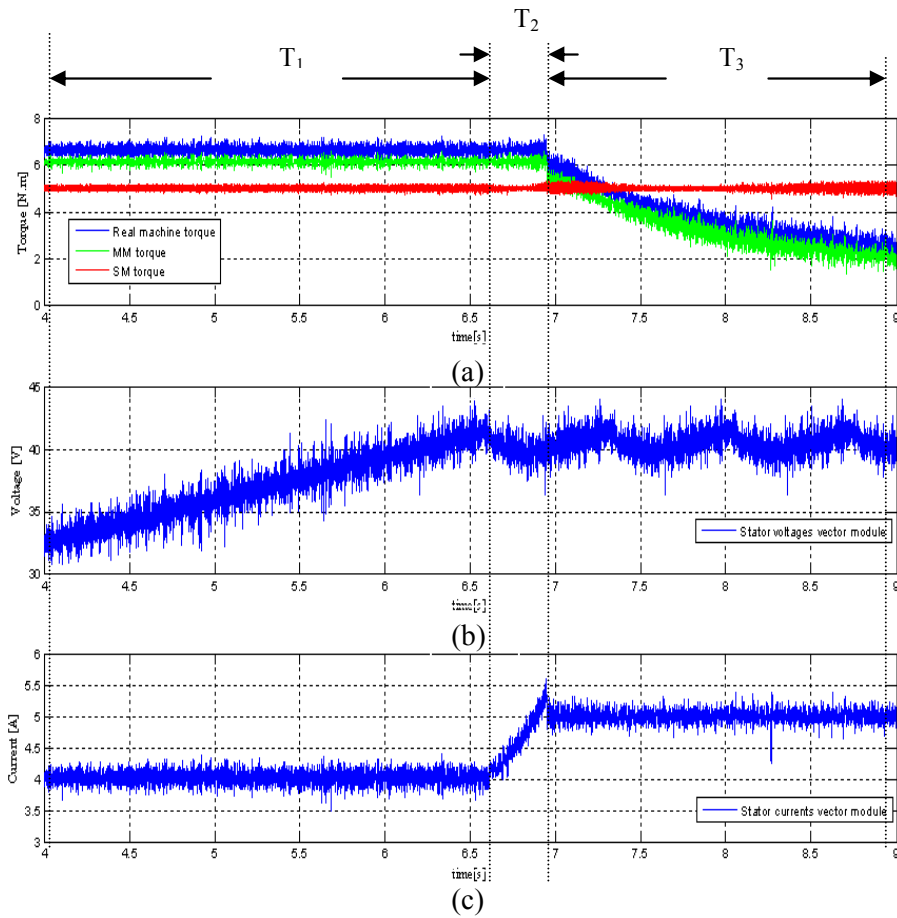 T2
T1
T3
Torque [N.m]
8
6
4
2
0
Real machine torque
MM torque
SM torque
4 4.5 5 5.5 6 6.5 7 7.5 8 8.5 9
time[s]
(a)
Voltage [V]
45
40
35
30
Stator voltages vector module
4 4.5 5 5.5 6 6.5 7 7.5 8 8.5 9
time[s]
(b)
Current [A]
6
5.5
5
4.5
4
3.5
3
Stator currents vector module
4 4.5 5 5.5 6 6.5 7 7.5 8 8.5 9
time[s]
(c)